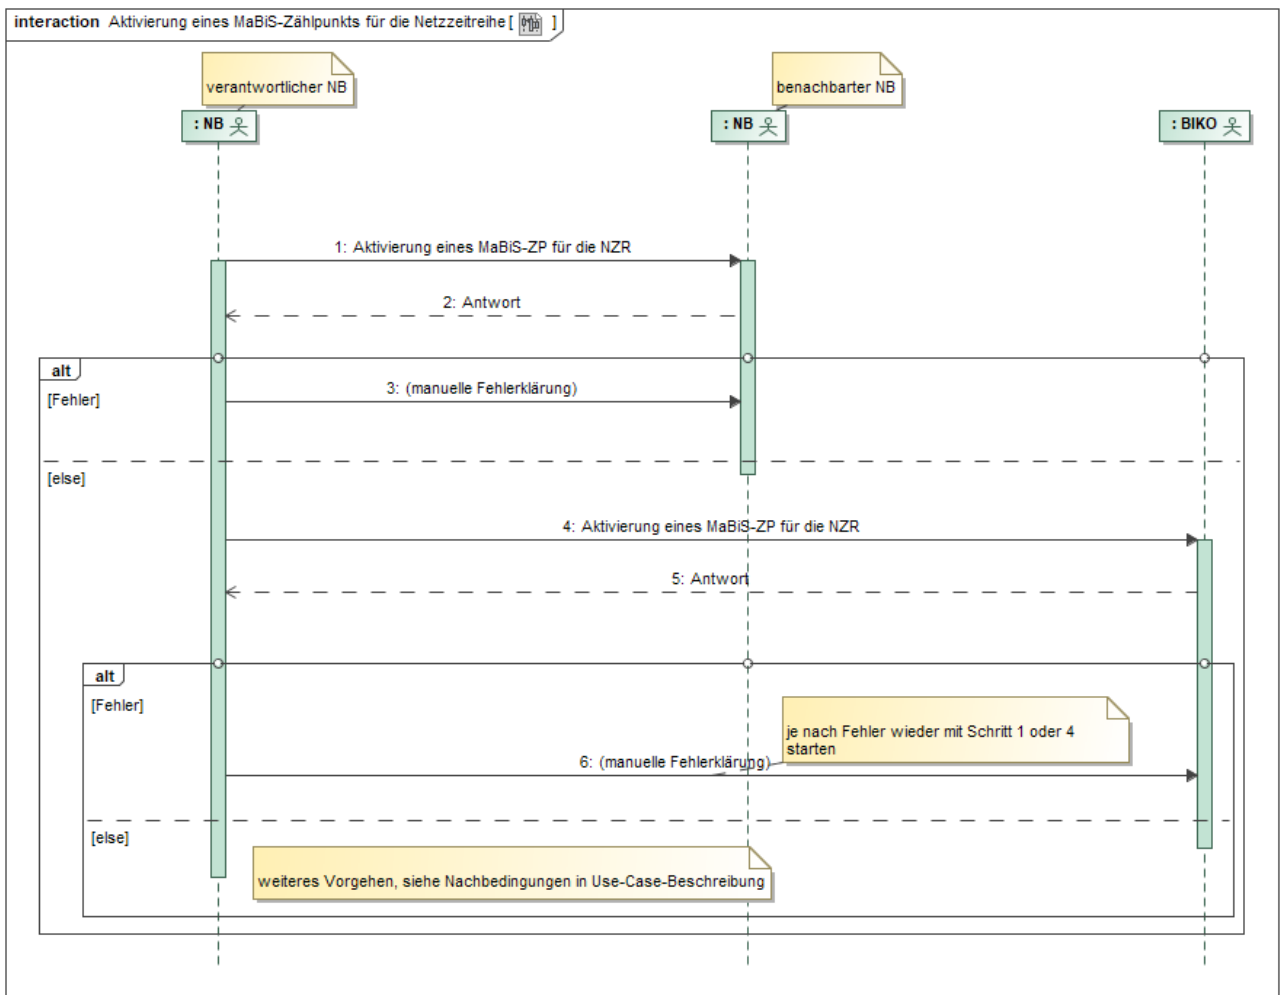 interaction Aktivierung eines MaBiS-Zählpunkts für die Netzzeitreihe [ ]
verantwortlicher NB
benachbarter NB
: NB
: NB
: BIKO
1: Aktivierung eines MaBiS-ZP für die NZR
2: Antwort
alt
[Fehler]
3: (manuelle Fehlerklärung)
[else]
4: Aktivierung eines MaBiS-ZP für die NZR
5: Antwort
alt
[Fehler]
je nach Fehler wieder mit Schritt 1 oder 4
starten
6: (manuelle Fehlerklärung)
[else]
weiteres Vorgehen, siehe Nachbedingungen in Use-Case-Beschreibung